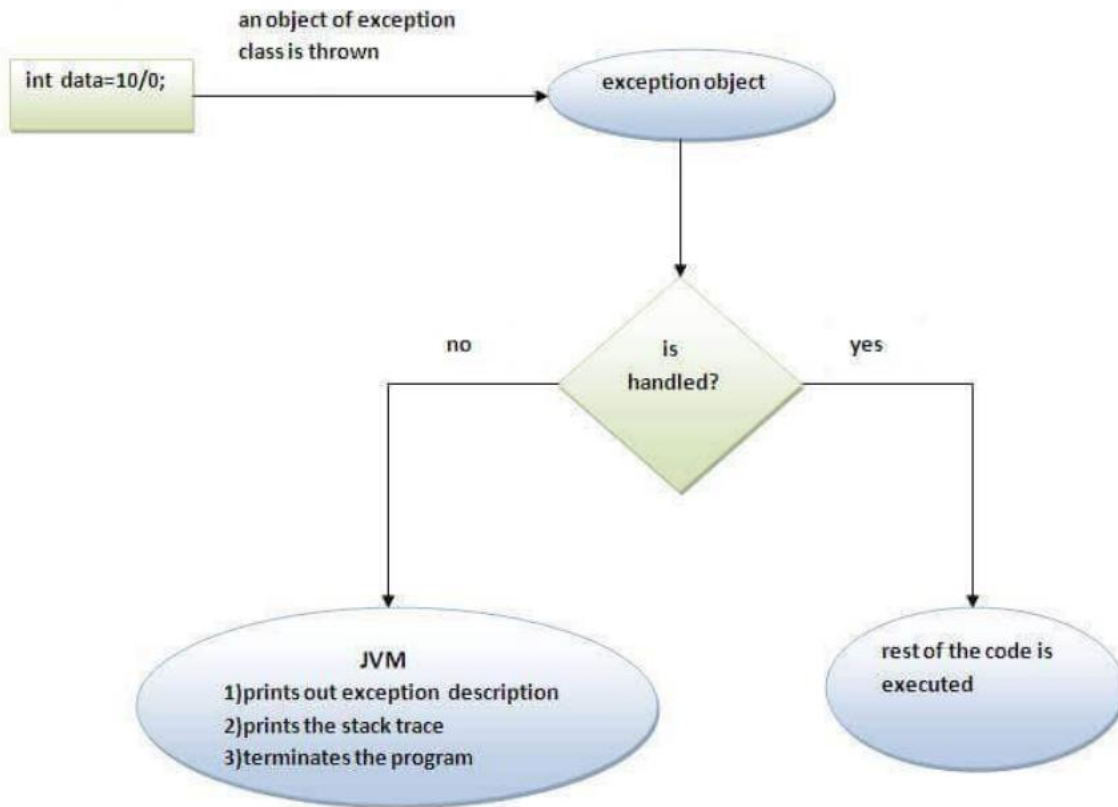 an object of exception
class is thrown
int data=10/0;
exception object
no
is
handled?
yes
JVM
1)prints out exception description
2)prints the stack trace
3)terminates the program
rest of the code is
executed